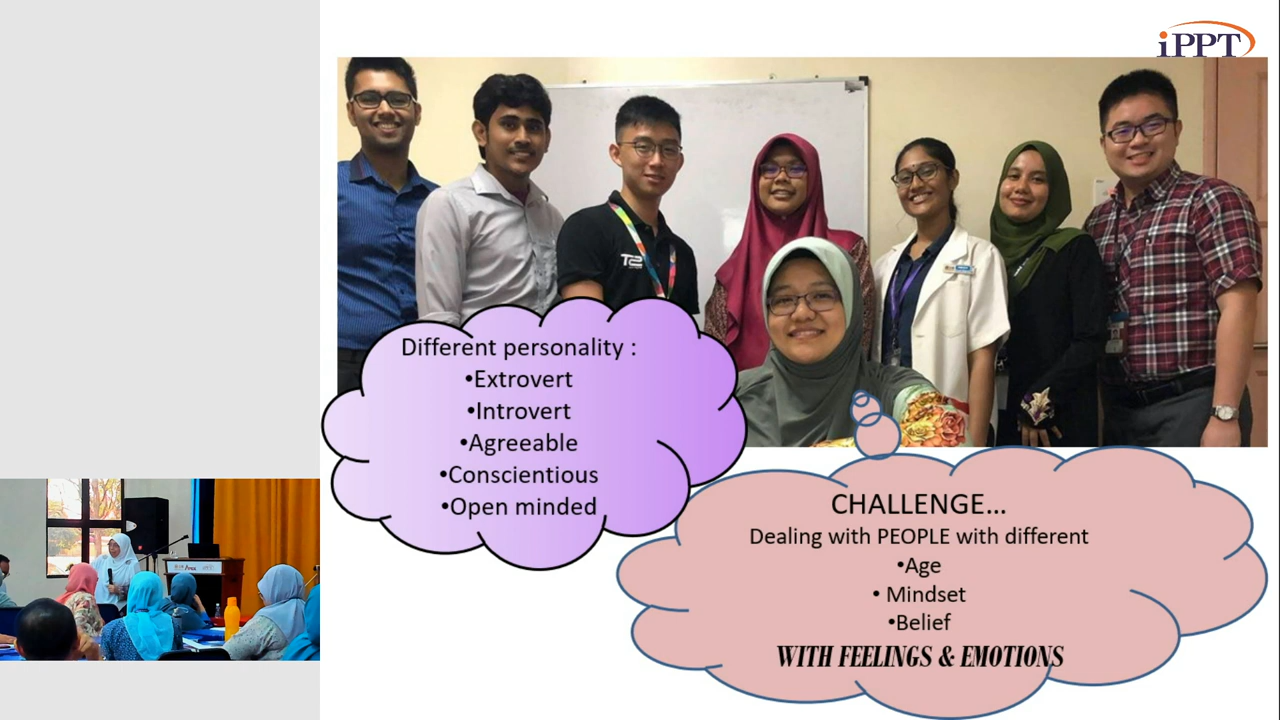 iPPT
T2
Different personality :
•Extrovert
•Introvert
•Agreeable
•Conscientious
•Open minded
CHALLENGE...
Dealing with PEOPLE with different
•Age
• Mindset
•Belief
WITH FEELINGS & EMOTIONS